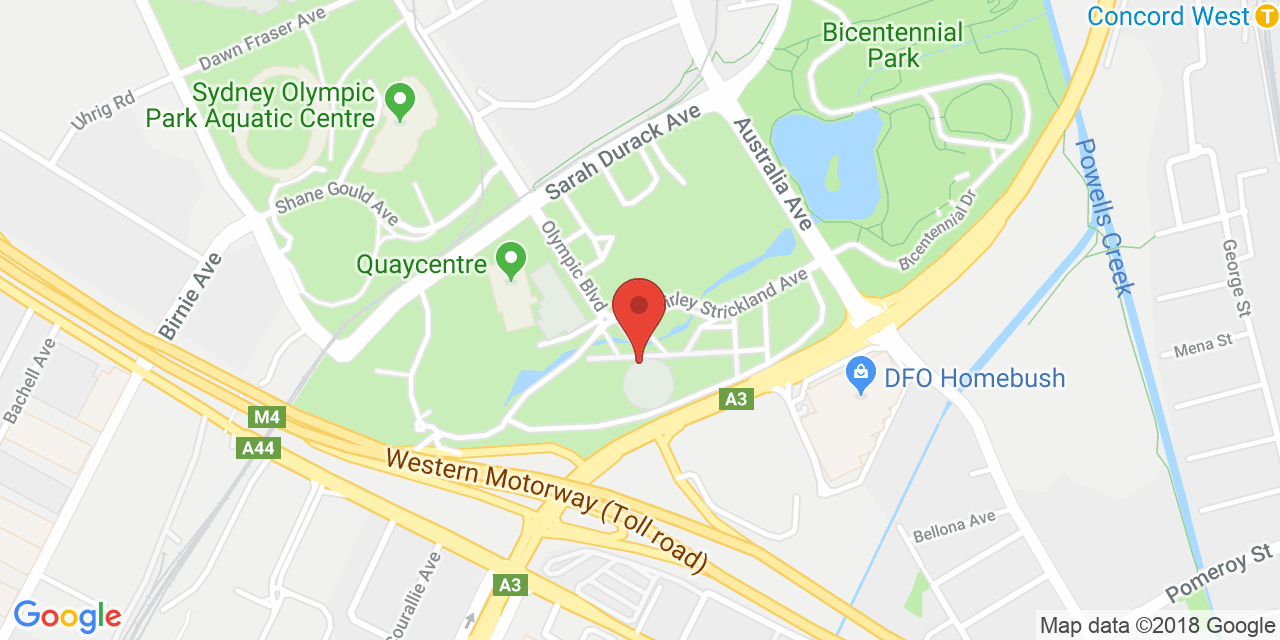 Concord West
T
Bicentennial
Park
Dawn Fraser Ave
Sydney Olympic
Park Aquatic Centre
Uhrig Rd
Sarah Durack Ave
Australia Ave
Powells Creek
Shane Gould Ave
Bicentennial Dr
Olympic Blvd
George St
Quaycentre
Birnie Ave
irley Strickland Ave
Mena St
Bachell Ave
DFO Homebush
A3
M4
A44
Western Motorway (Toll road)
Bellona Ave
Pomeroy St
A3
Courallie Ave
Google
Map data ©2018 Google